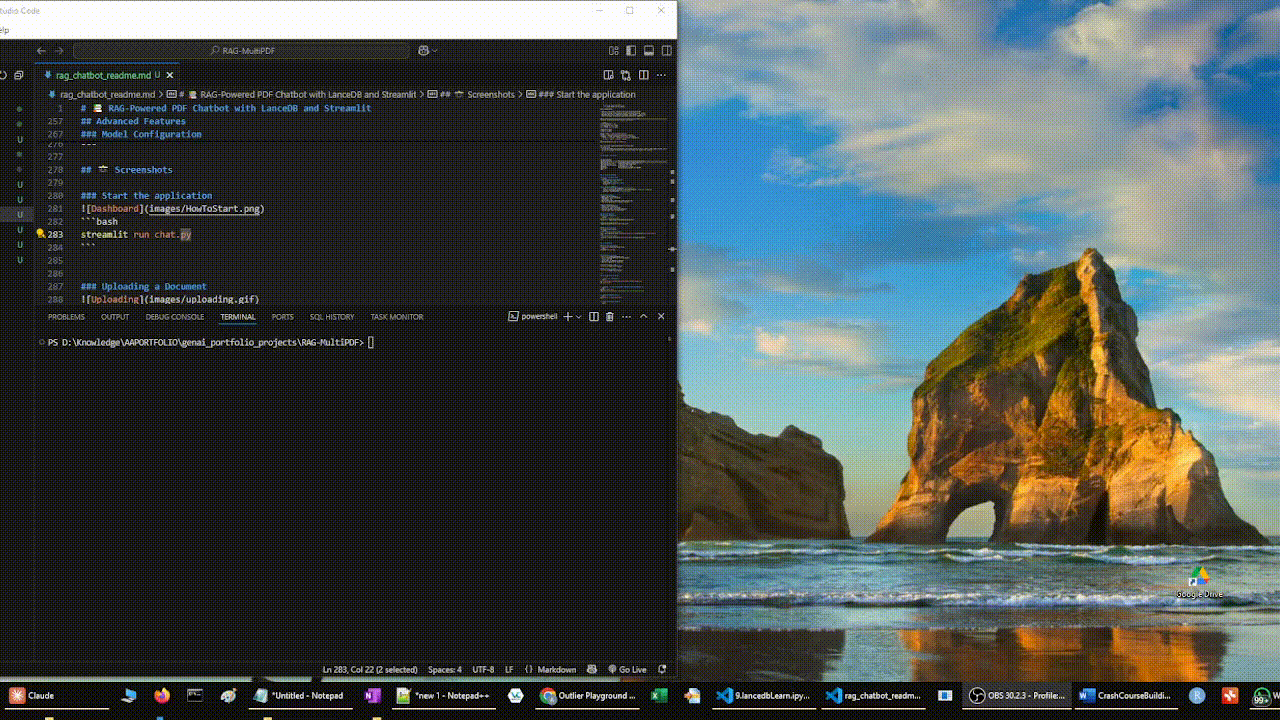 Studio Code
elp
RAG-MultiPDF
rag_chatbot_readme.md U
rag_chatbot_readme.md > # RAG-Powered PDF Chatbot with LanceDB and Streamlit > ## Screenshots > ### Start the application
1 # RAG-Powered PDF Chatbot with LanceDB and Streamlit
257 ## Advanced Features
267 ### Model Configuration
276 ---
277
278 ## Screenshots
279
280 ### Start the application
281 ![Dashboard](images/HowToStart.png)
282 ```bash
283 streamlit run chat.py
284 ```
285
286
287 ### Uploading a Document
288 ![Uploading](images/uploading.gif)
U
U
U
U
U
U
U
PROBLEMS OUTPUT DEBUG CONSOLE TERMINAL PORTS SQL HISTORY TASK MONITOR powershell
PS D:\Knowledge\AAPORTFOLIO\genai_portfolio_projects\RAG-MultiPDF>
Google Drive
Ln 283, Col 22 (2 selected) Spaces: 4 UTF-8 LF {} Markdown Go Live
Claude *Untitled - Notepad *new 1 - Notepad++ Outlier Playground ... 9.lancedbLearn.ipy... rag_chatbot_readm... OBS 30.2.3 - Profile:... CrashCourseBuildi... 99+ W